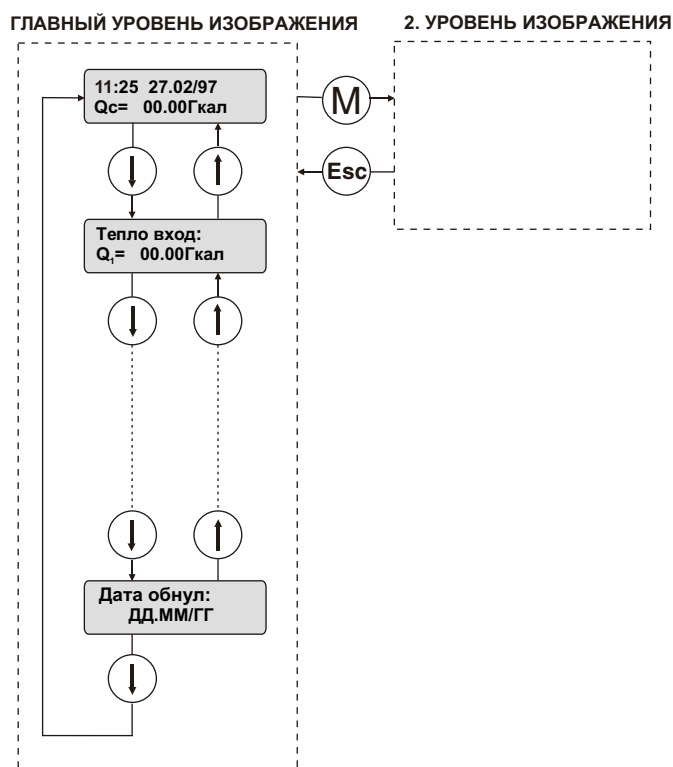 ГЛАВНЫЙ УРОВЕНЬ ИЗОБРАЖЕНИЯ
2. УРОВЕНЬ ИЗОБРАЖЕНИЯ
11:25 27.02/97
Qc= 00.00Гкал
M
Esc
Тепло вход:
Q₁= 00.00Гкал
Дата обнул:
ДД.ММ/ГГ